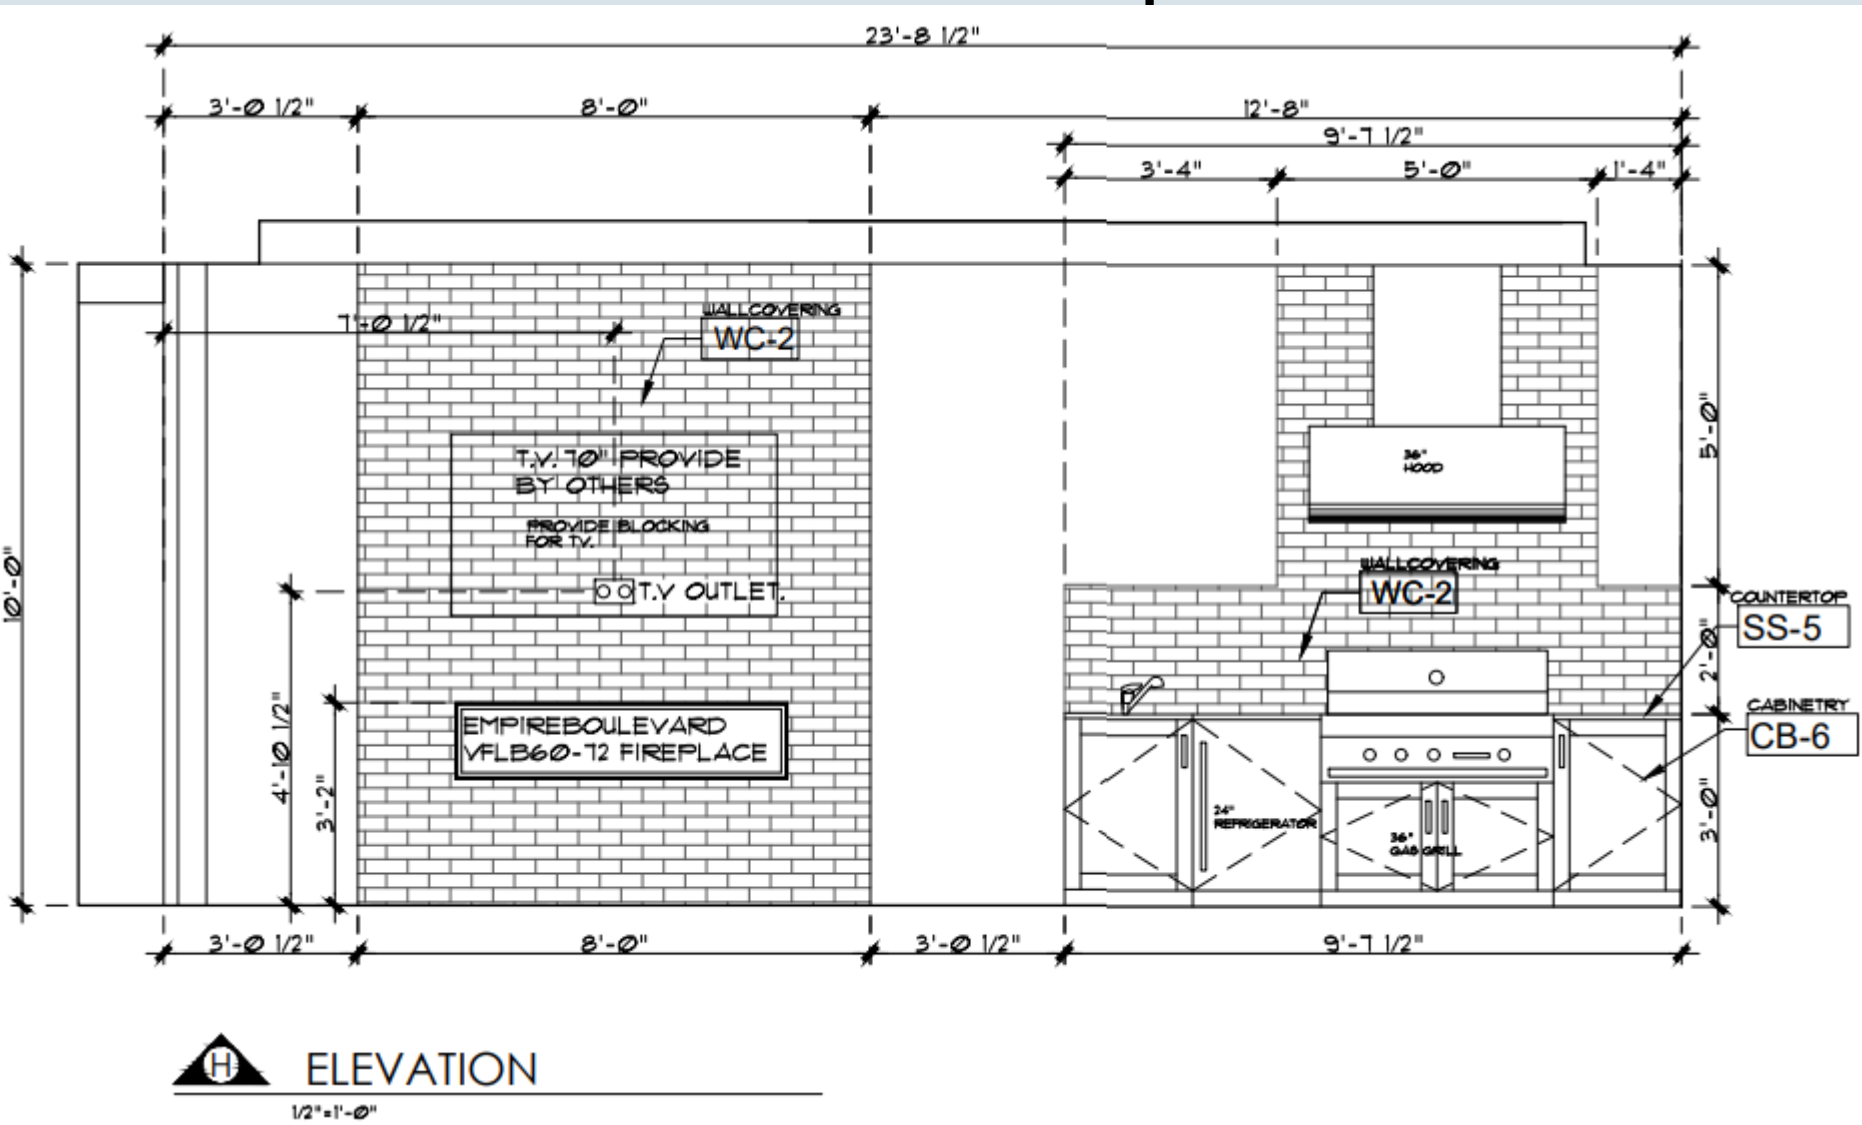 23'-8 1/2"
3'-0 1/2"
8'-0"
12'-8"
9'-7 1/2"
3'-4"
5'-0"
1'-4"
7'-0 1/2"
WALLCOVERING
WC-2
T.V. 70" PROVIDE
BY OTHERS
PROVIDE BLOCKING
FOR TV.
T.V OUTLET.
36"
HOOD
5'-0"
10'-0"
WALLCOVERING
WC-2
COUNTERTOP
SS-5
2'-0"
CABINETRY
CB-6
EMPIREBOULEVARD
VFLB60-72 FIREPLACE
4'-10 1/2"
3'-2"
24"
REFRIGERATOR
36"
GAS GRILL
3'-0"
3'-0 1/2"
8'-0"
3'-0 1/2"
9'-7 1/2"
H
ELEVATION
1/2"=1'-0"